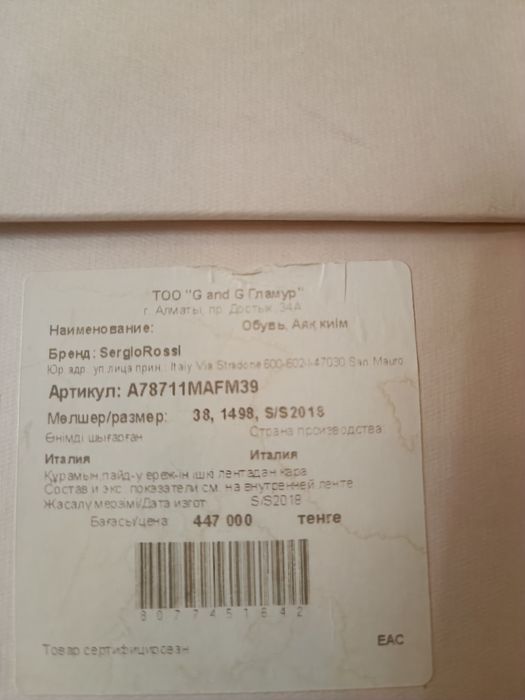 ТОО "G and G Гламур"
г. Алматы, пр. Достык, 34А
Наименование: Обувь, Аяқ киім
Бренд: SergioRossi
Юр. адр. уп.лица прин.: Italy Via Stradone 600-602-I-47030 San Mauro
Артикул: A78711MAFM39
Мөлшер/размер: 38, 1498, S/S2018
Өнімді шығарған Страна производства
Италия Италия
Құрамын,пайд-у ереж-ін ішкі лентадан қара
Состав и экс. показатели см. на внутренней ленте
Жасалу мерзімі/Дата изгот. S/S2018
Бағасы/цена 447 000 тенге
8077451642
Товар сертифицирован EAC